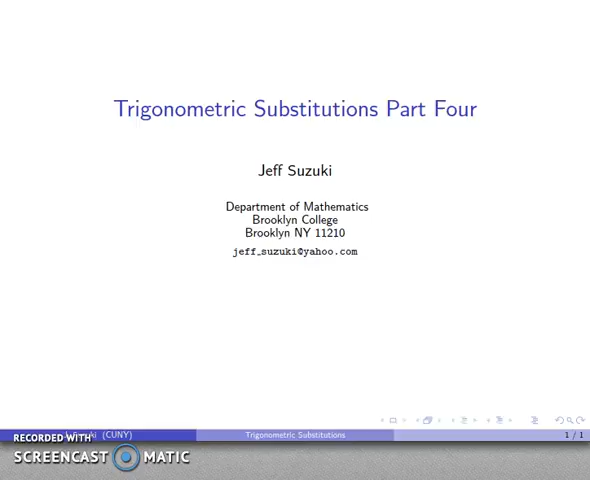 Trigonometric Substitutions Part Four
Jeff Suzuki
Department of Mathematics
Brooklyn College
Brooklyn NY 11210
jeff_suzuki@yahoo.com
(CUNY)
Trigonometric Substitutions
1 / 1
RECORDED WITH
SCREENCAST MATIC